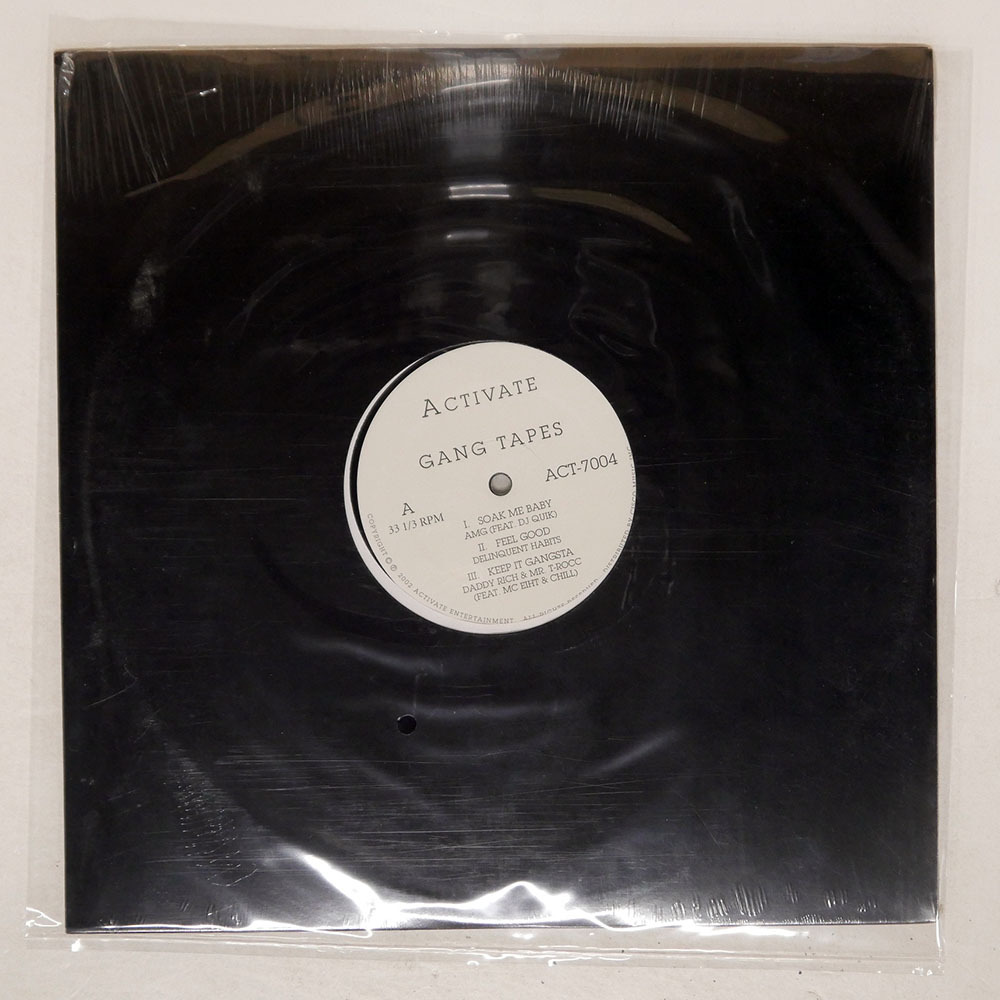 ACTIVATE
GANG TAPES
ACT-7004
A
33 1/3 RPM
I. SOAK ME BABY
AMG (FEAT. DJ QUIK)
II. FEEL GOOD
DELINQUENT HABITS
III. KEEP IT GANGSTA
DADDY RICH & MR. T-ROCC
(FEAT. MC EIHT & CHILL)
COPYRIGHT © ℗ 2002 ACTIVATE ENTERTAINMENT